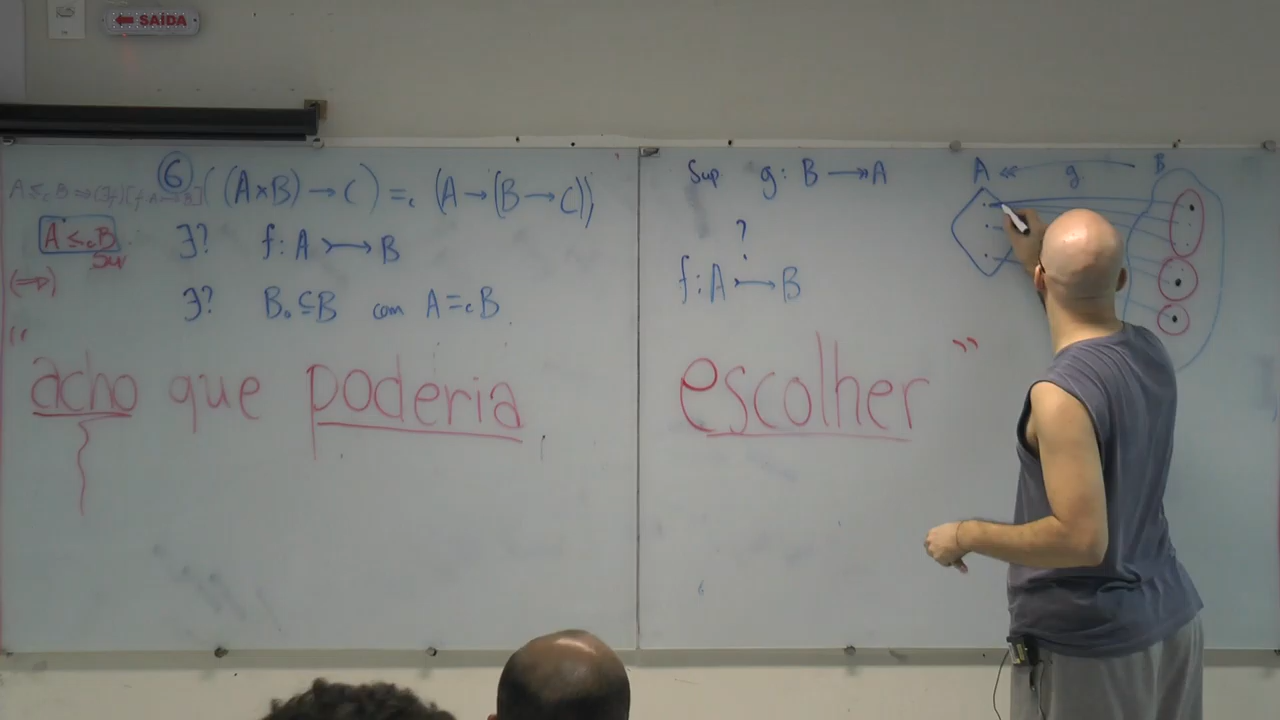 ← SAÍDA
A ≤c B ⇒ (∃f)[f: A ↣ B]
⑥ ((A×B) → C) =c (A → (B → C))
A ≤c B
Sur
∃? f : A ↣ B
(⇒)
∃? B₀ ⊆ B com A =c B
“acho que poderia escolher”
Sup g : B ↠ A
?
f : A ↣ B
A ↞ g B